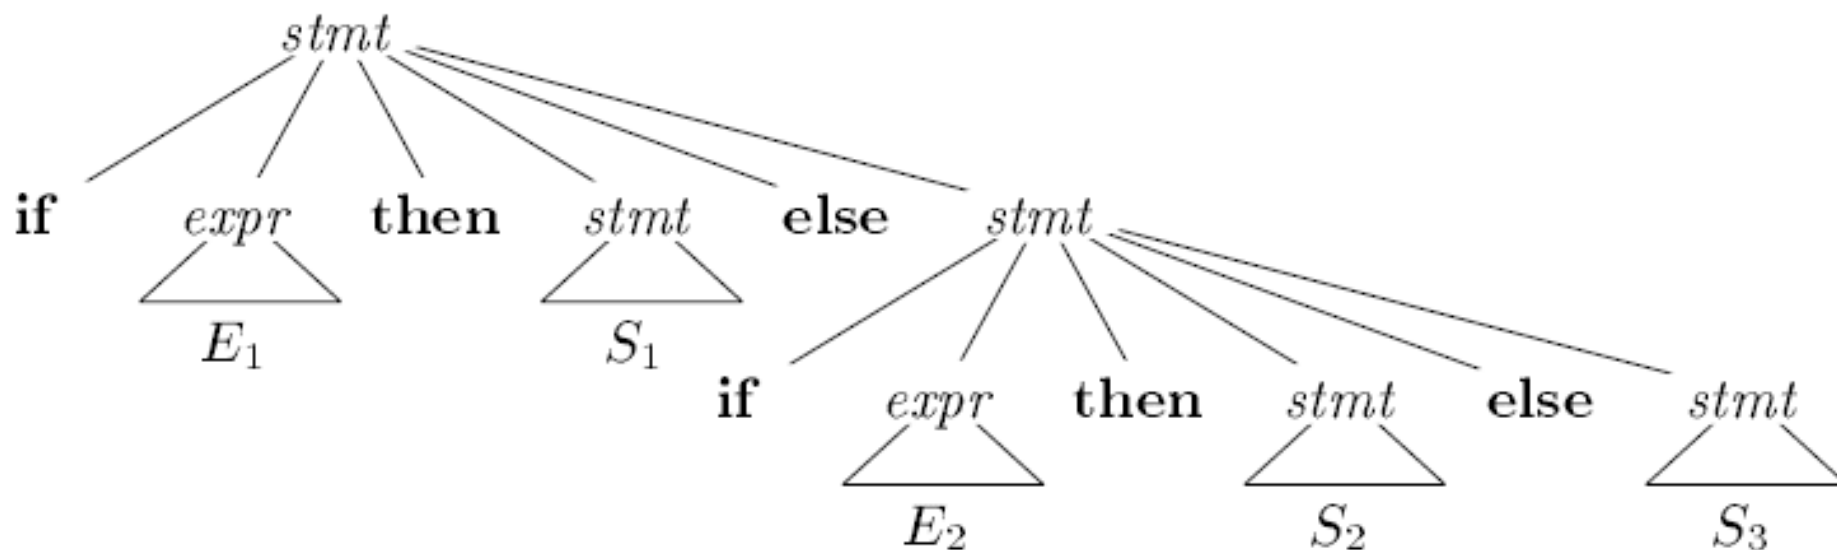 stmt
if expr then stmt else stmt
E₁ S₁
if expr then stmt else stmt
E₂ S₂ S₃